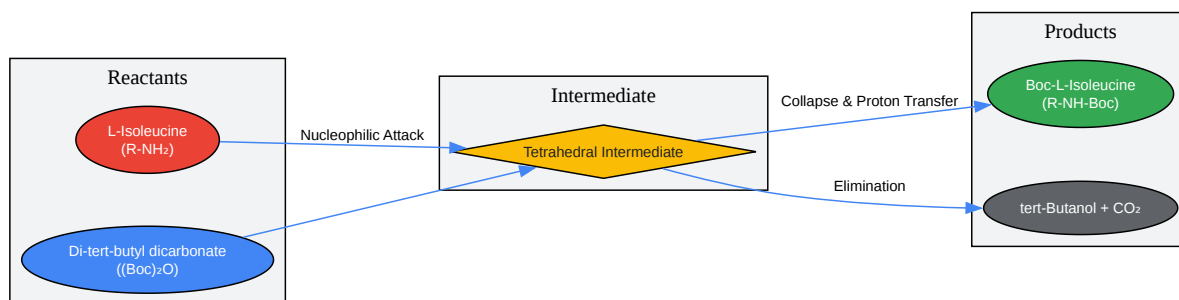 Reactants
L-Isoleucine
(R-NH₂)
Di-tert-butyl dicarbonate
((Boc)₂O)
Nucleophilic Attack
Intermediate
Tetrahedral Intermediate
Collapse & Proton Transfer
Elimination
Products
Boc-L-Isoleucine
(R-NH-Boc)
tert-Butanol + CO₂